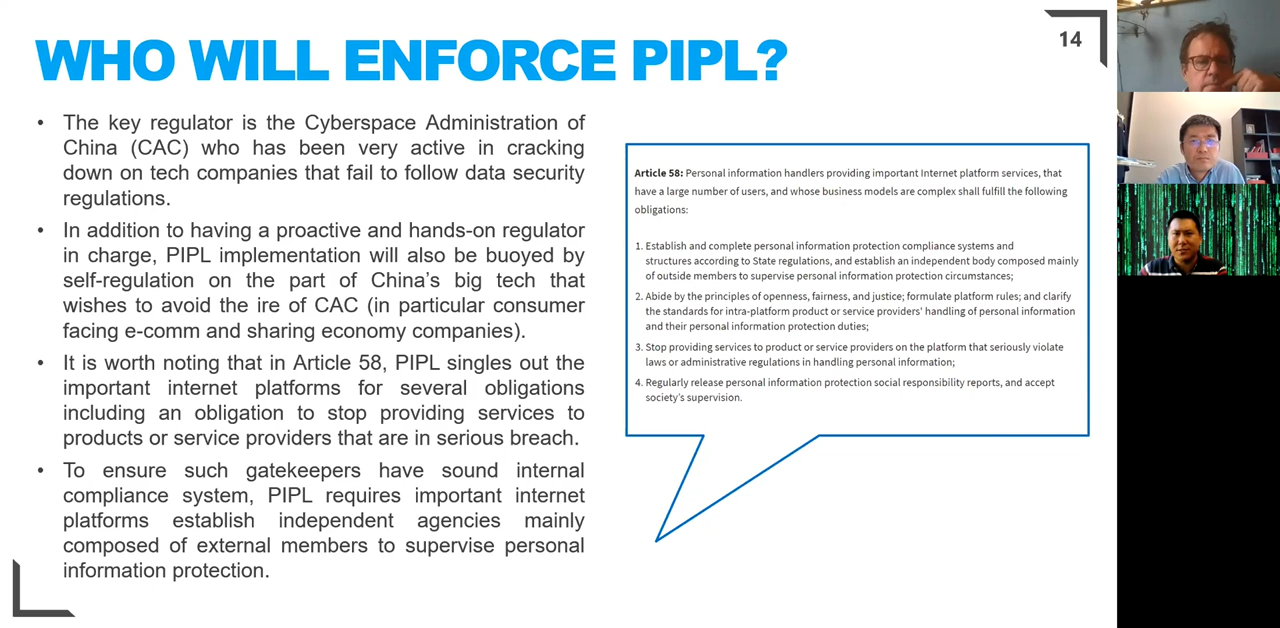 14
WHO WILL ENFORCE PIPL?
• The key regulator is the Cyberspace Administration of
China (CAC) who has been very active in cracking
down on tech companies that fail to follow data security
regulations.
• In addition to having a proactive and hands-on regulator
in charge, PIPL implementation will also be buoyed by
self-regulation on the part of China's big tech that
wishes to avoid the ire of CAC (in particular consumer
facing e-comm and sharing economy companies).
• It is worth noting that in Article 58, PIPL singles out the
important internet platforms for several obligations
including an obligation to stop providing services to
products or service providers that are in serious breach.
• To ensure such gatekeepers have sound internal
compliance system, PIPL requires important internet
platforms establish independent agencies mainly
composed of external members to supervise personal
information protection.
Article 58: Personal information handlers providing important Internet platform services, that
have a large number of users, and whose business models are complex shall fulfill the following
obligations:
1. Establish and complete personal information protection compliance systems and
structures according to State regulations, and establish an independent body composed mainly
of outside members to supervise personal information protection circumstances;
2. Abide by the principles of openness, fairness, and justice; formulate platform rules; and clarify
the standards for intra-platform product or service providers' handling of personal information
and their personal information protection duties;
3. Stop providing services to product or service providers on the platform that seriously violate
laws or administrative regulations in handling personal information;
4. Regularly release personal information protection social responsibility reports, and accept
society's supervision.